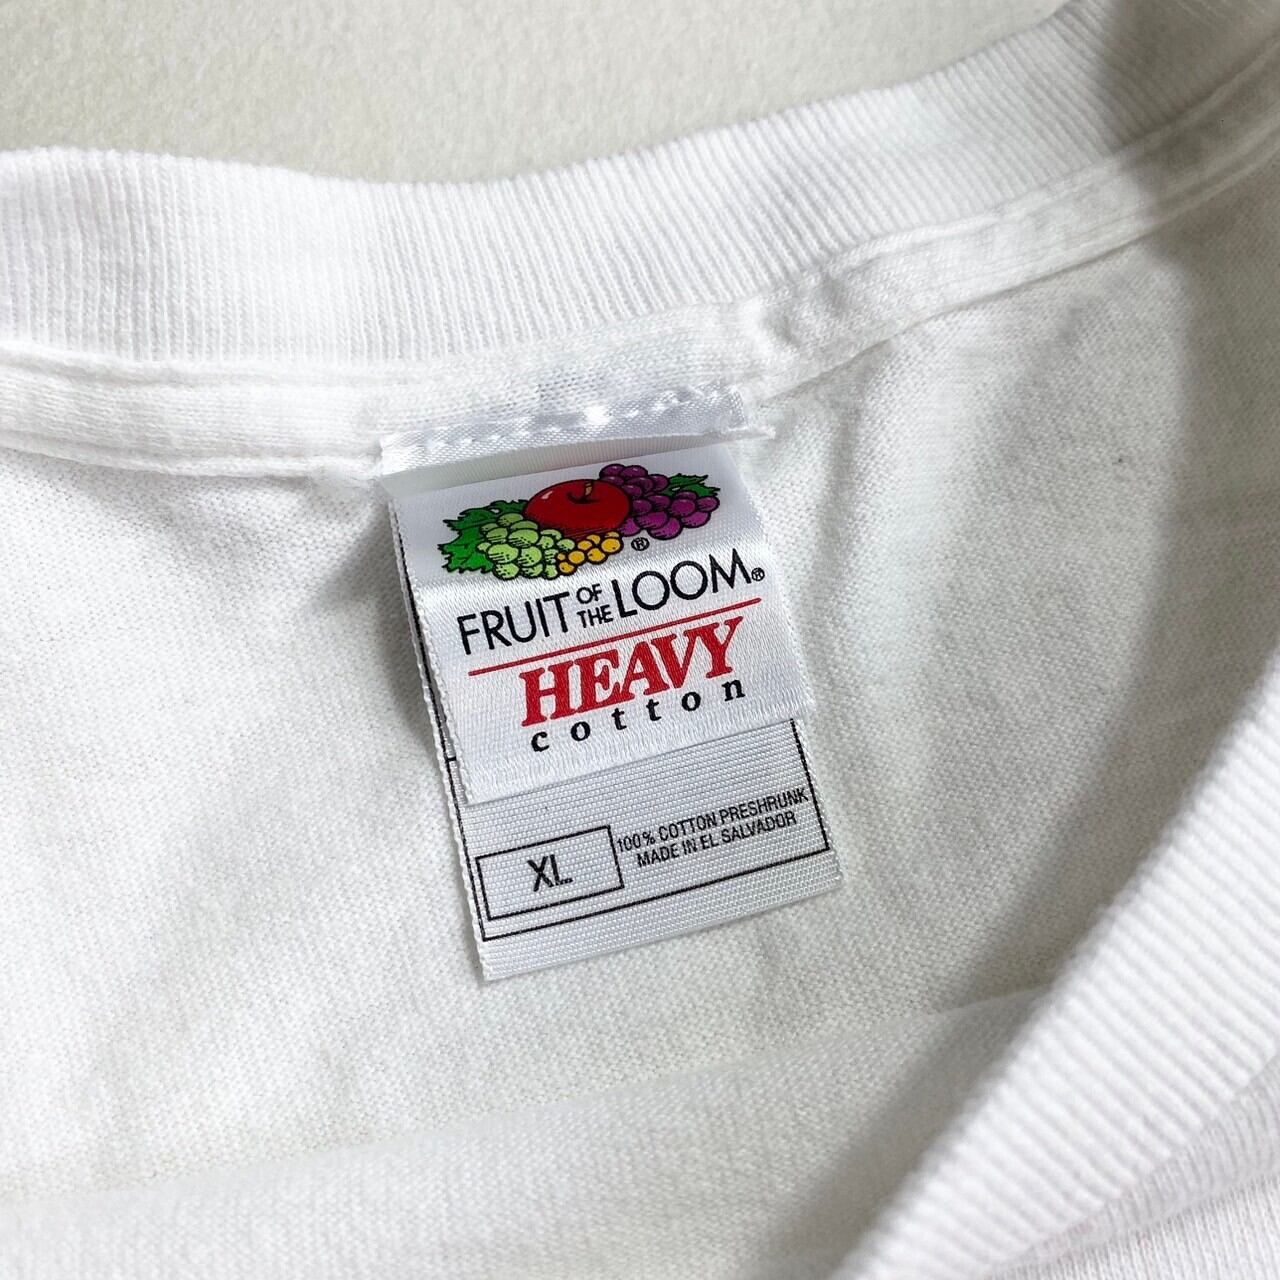 ®
FRUIT OF THE LOOM®
HEAVY
cotton
XL
100% COTTON PRESHRUNK
MADE IN EL SALVADOR